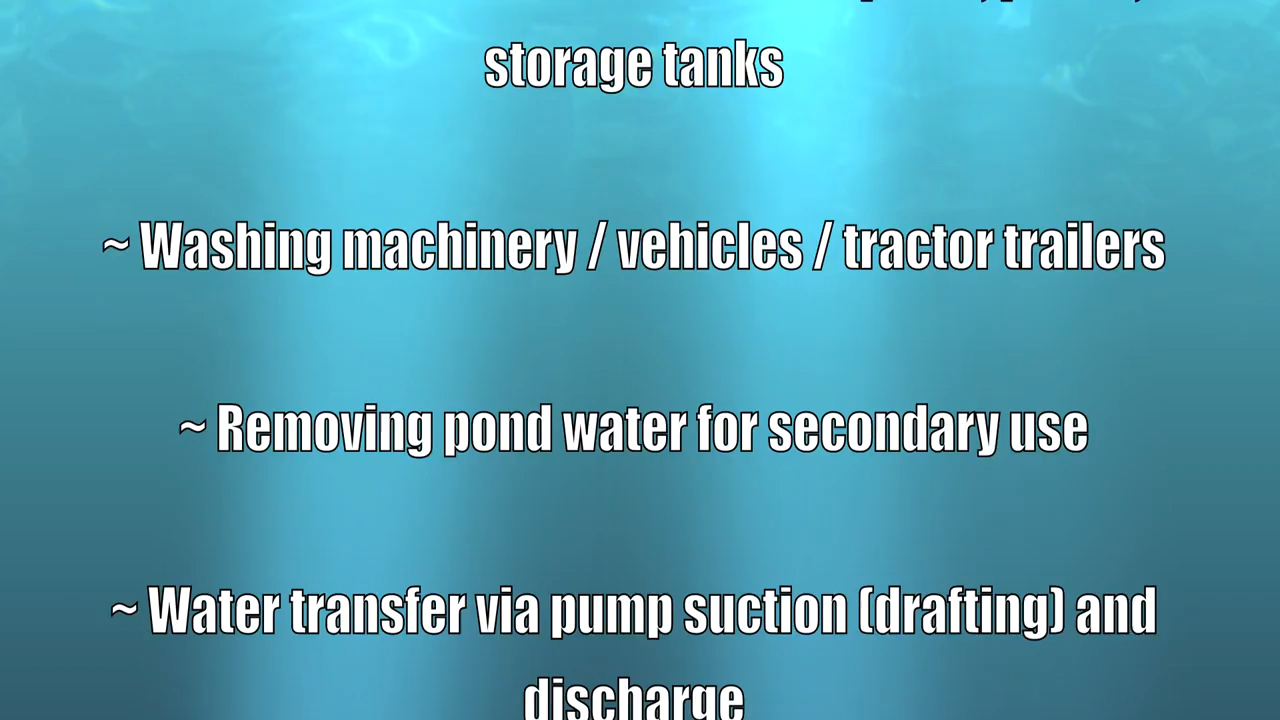 storage tanks
~ Washing machinery / vehicles / tractor trailers
~ Removing pond water for secondary use
~ Water transfer via pump suction (drafting) and
discharge